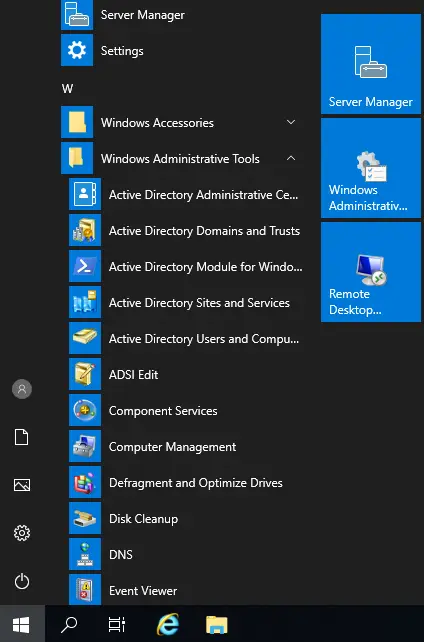 Server Manager
Settings
W
Windows Accessories
Windows Administrative Tools
Active Directory Administrative Ce...
Active Directory Domains and Trusts
Active Directory Module for Windo...
Active Directory Sites and Services
Active Directory Users and Compu...
ADSI Edit
Component Services
Computer Management
Defragment and Optimize Drives
Disk Cleanup
DNS
Event Viewer
Server Manager
Windows
Administrativ...
Remote
Desktop...